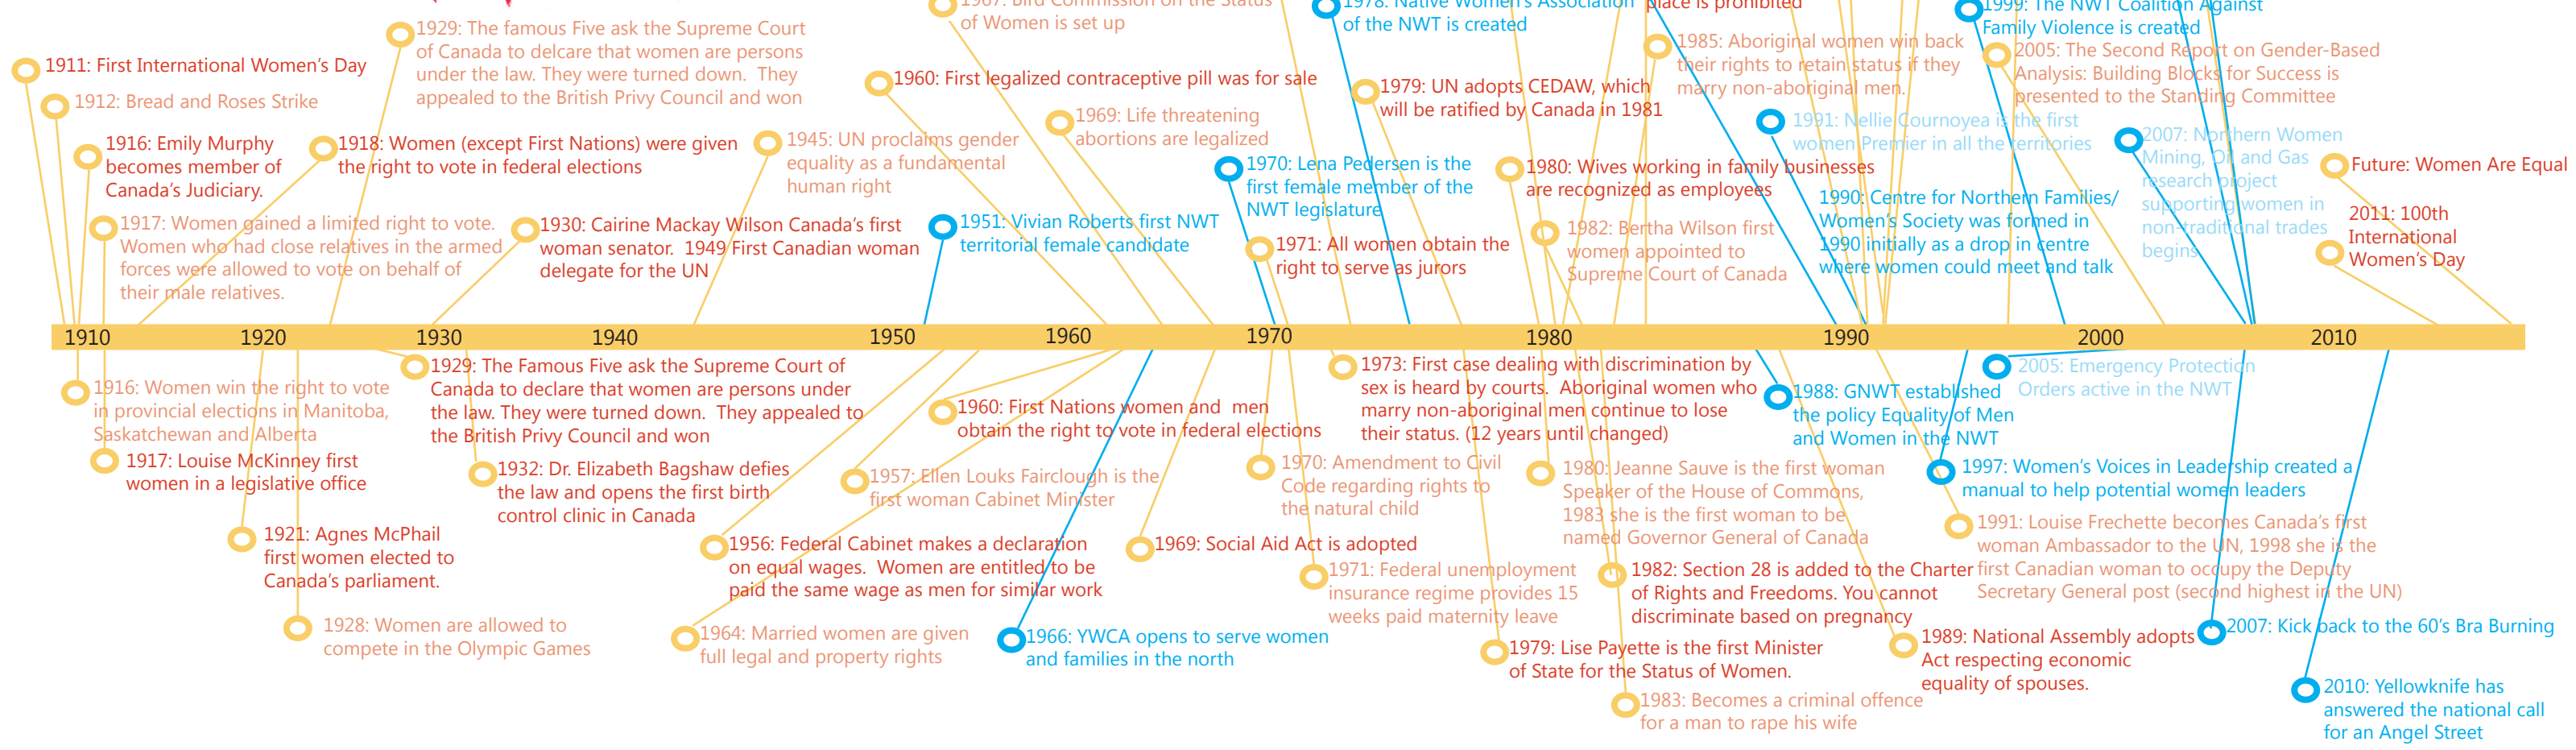 1967: Bird Commission on the Status
of Women is set up
1978: Native Women's Association
of the NWT is created
place is prohibited
1999: The NWT Coalition Against
Family Violence is created
1929: The famous Five ask the Supreme Court
of Canada to delcare that women are persons
under the law. They were turned down.  They
appealed to the British Privy Council and won
1911: First International Women's Day
1912: Bread and Roses Strike
1916: Emily Murphy
becomes member of
Canada's Judiciary.
1918: Women (except First Nations) were given
the right to vote in federal elections
1917: Women gained a limited right to vote.
Women who had close relatives in the armed
forces were allowed to vote on behalf of
their male relatives.
1930: Cairine Mackay Wilson Canada's first
woman senator.  1949 First Canadian woman
delegate for the UN
1945: UN proclaims gender
equality as a fundamental
human right
1960: First legalized contraceptive pill was for sale
1969: Life threatening
abortions are legalized
1951: Vivian Roberts first NWT
territorial female candidate
1970: Lena Pedersen is the
first female member of the
NWT legislature
1971: All women obtain the
right to serve as jurors
1979: UN adopts CEDAW, which
will be ratified by Canada in 1981
1985: Aboriginal women win back
their rights to retain status if they
marry non-aboriginal men.
1980: Wives working in family businesses
are recognized as employees
1982: Bertha Wilson first
women appointed to
Supreme Court of Canada
1991: Nellie Cournoyea is the first
women Premier in all the territories
1990: Centre for Northern Families/
Women's Society was formed in
1990 initially as a drop in centre
where women could meet and talk
2005: The Second Report on Gender-Based
Analysis: Building Blocks for Success is
presented to the Standing Committee
2007: Northern Women
Mining, Oil and Gas
research project
supporting women in
non-traditional trades
begins
Future: Women Are Equal
2011: 100th
International
Women's Day
1910 1920 1930 1940 1950 1960 1970 1980 1990 2000 2010
1916: Women win the right to vote
in provincial elections in Manitoba,
Saskatchewan and Alberta
1917: Louise McKinney first
women in a legislative office
1921: Agnes McPhail
first women elected to
Canada's parliament.
1928: Women are allowed to
compete in the Olympic Games
1929: The Famous Five ask the Supreme Court of
Canada to declare that women are persons under
the law. They were turned down.  They appealed to
the British Privy Council and won
1932: Dr. Elizabeth Bagshaw defies
the law and opens the first birth
control clinic in Canada
1960: First Nations women and  men
obtain the right to vote in federal elections
1957: Ellen Louks Fairclough is the
first woman Cabinet Minister
1956: Federal Cabinet makes a declaration
on equal wages.  Women are entitled to be
paid the same wage as men for similar work
1964: Married women are given
full legal and property rights
1966: YWCA opens to serve women
and families in the north
1969: Social Aid Act is adopted
1973: First case dealing with discrimination by
sex is heard by courts.  Aboriginal women who
marry non-aboriginal men continue to lose
their status. (12 years until changed)
1970: Amendment to Civil
Code regarding rights to
the natural child
1971: Federal unemployment
insurance regime provides 15
weeks paid maternity leave
1980: Jeanne Sauve is the first woman
Speaker of the House of Commons,
1983 she is the first woman to be
named Governor General of Canada
1982: Section 28 is added to the Charter
of Rights and Freedoms. You cannot
discriminate based on pregnancy
1979: Lise Payette is the first Minister
of State for the Status of Women.
1983: Becomes a criminal offence
for a man to rape his wife
1988: GNWT established
the policy Equality of Men
and Women in the NWT
2005: Emergency Protection
Orders active in the NWT
1997: Women's Voices in Leadership created a
manual to help potential women leaders
1991: Louise Frechette becomes Canada's first
woman Ambassador to the UN, 1998 she is the
first Canadian woman to occupy the Deputy
Secretary General post (second highest in the UN)
1989: National Assembly adopts
Act respecting economic
equality of spouses.
2007: Kick back to the 60's Bra Burning
2010: Yellowknife has
answered the national call
for an Angel Street